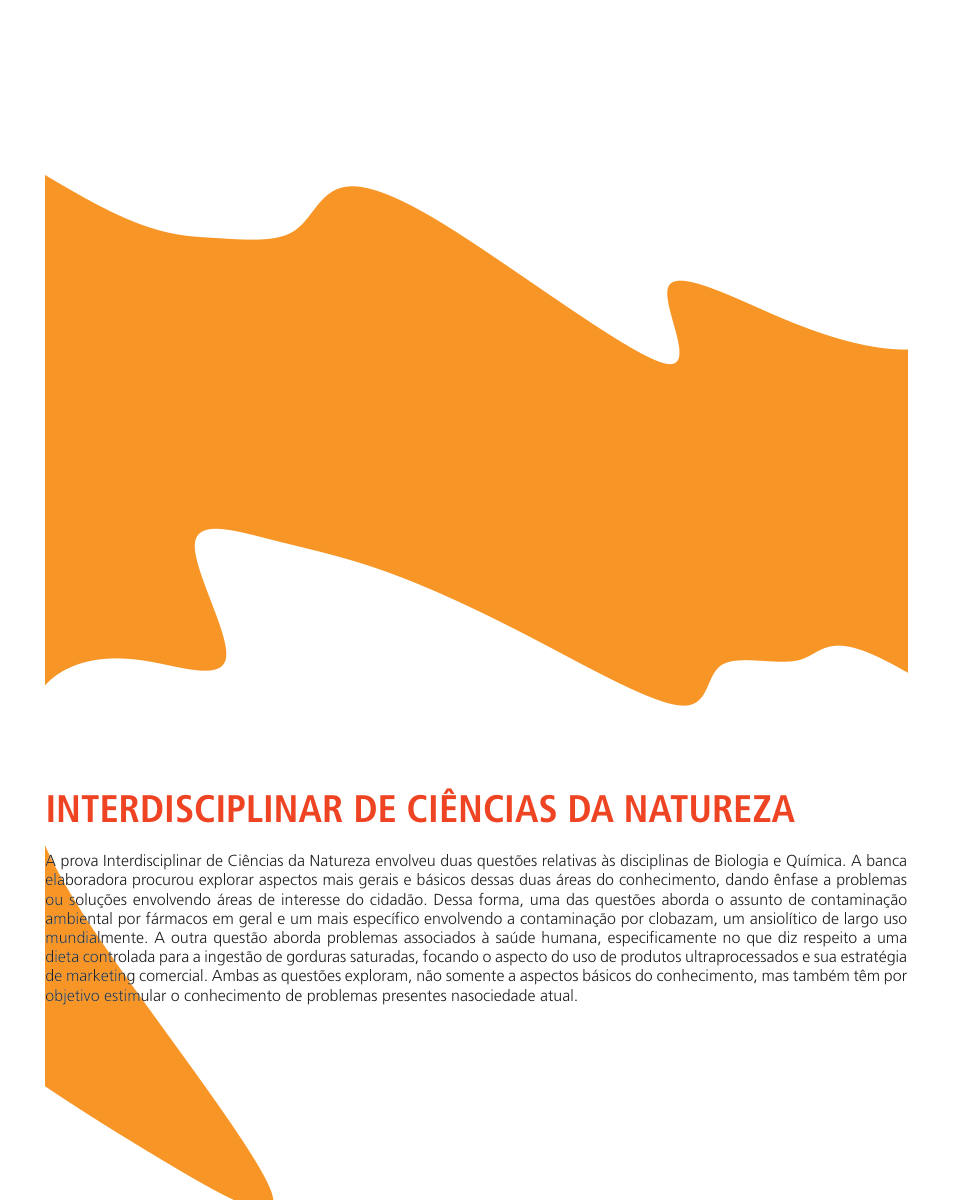 INTERDISCIPLINAR DE CIÊNCIAS DA NATUREZA
A prova Interdisciplinar de Ciências da Natureza envolveu duas questões relativas às disciplinas de Biologia e Química. A banca
elaboradora procurou explorar aspectos mais gerais e básicos dessas duas áreas do conhecimento, dando ênfase a problemas
ou soluções envolvendo áreas de interesse do cidadão. Dessa forma, uma das questões aborda o assunto de contaminação
ambiental por fármacos em geral e um mais específico envolvendo a contaminação por clobazam, um ansiolítico de largo uso
mundialmente. A outra questão aborda problemas associados à saúde humana, especificamente no que diz respeito a uma
dieta controlada para a ingestão de gorduras saturadas, focando o aspecto do uso de produtos ultraprocessados e sua estratégia
de marketing comercial. Ambas as questões exploram, não somente a aspectos básicos do conhecimento, mas também têm por
objetivo estimular o conhecimento de problemas presentes nasociedade atual.